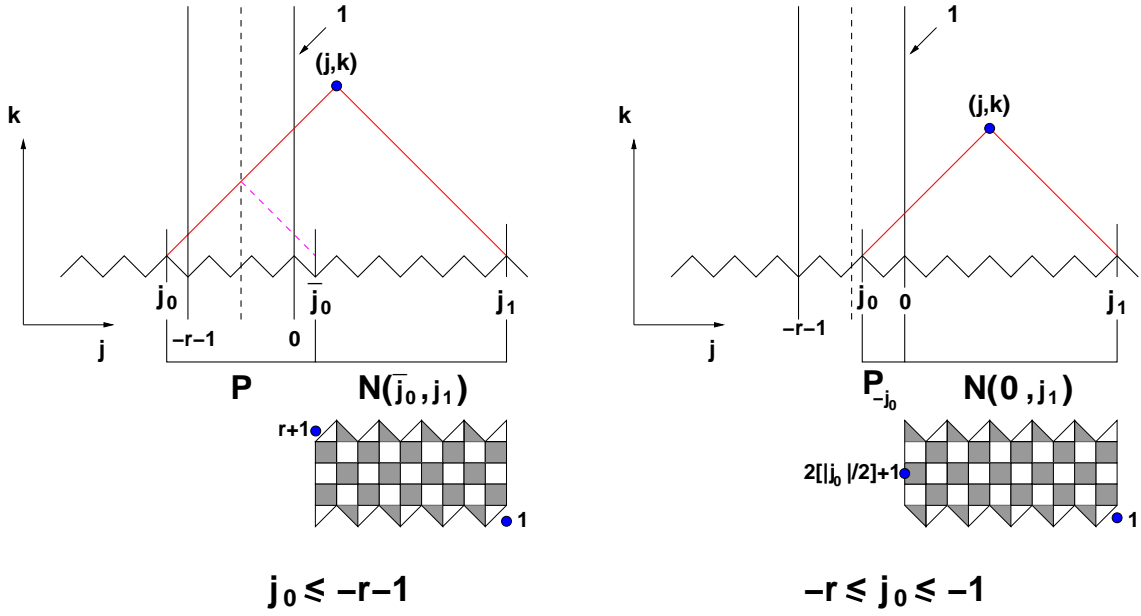 1
(j,k)
k
j₀
j̅₀
j₁
−r−1
0
j
P
N(j̅₀,j₁)
r+1
1
j₀ ⩽ −r−1
1
(j,k)
k
j₀
0
j₁
−r−1
j
P₋ⱼ₀
N(0,j₁)
2[|j₀|/2]+1
1
−r ⩽ j₀ ⩽ −1